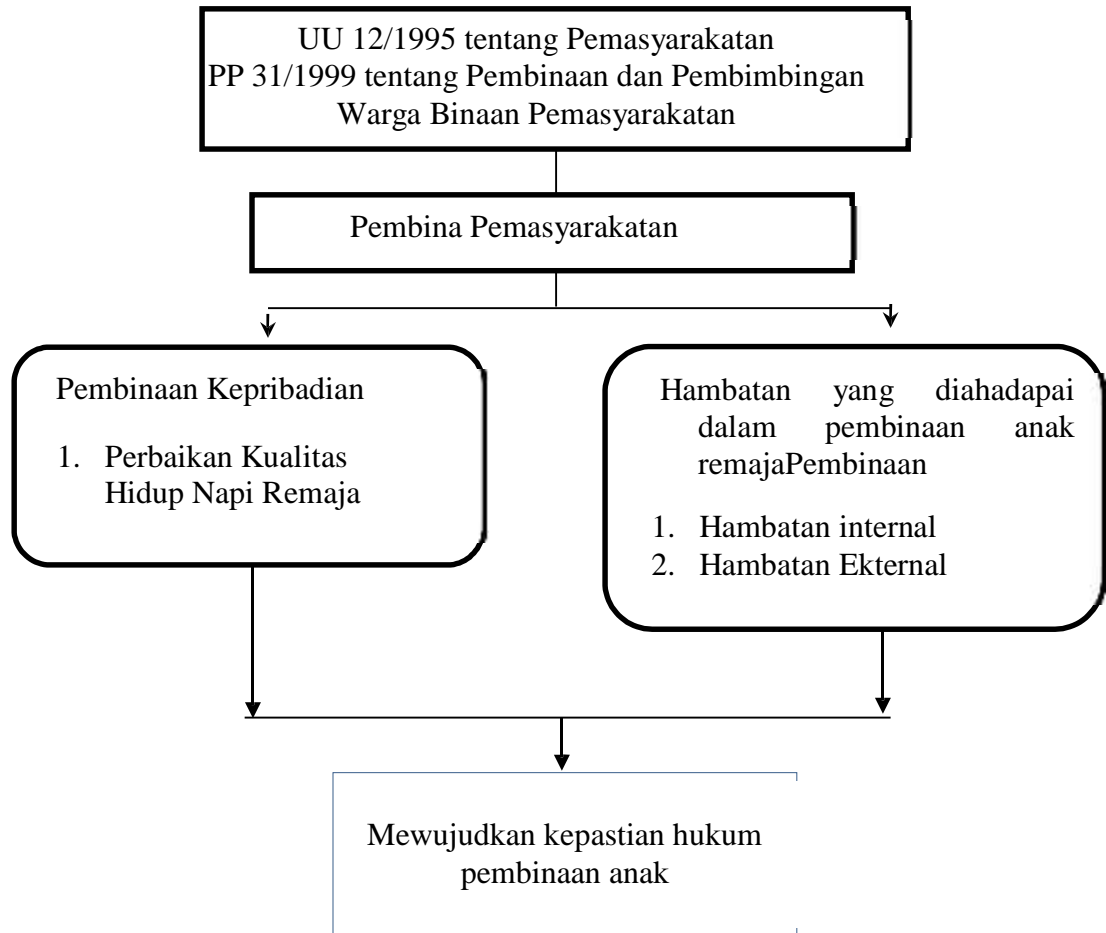 UU 12/1995 tentang Pemasyarakatan
PP 31/1999 tentang Pembinaan dan Pembimbingan
Warga Binaan Pemasyarakatan
Pembina Pemasyarakatan
Pembinaan Kepribadian
1. Perbaikan Kualitas
Hidup Napi Remaja
Hambatan yang diahadapai
dalam pembinaan anak
remajaPembinaan
1. Hambatan internal
2. Hambatan Ekternal
Mewujudkan kepastian hukum
pembinaan anak